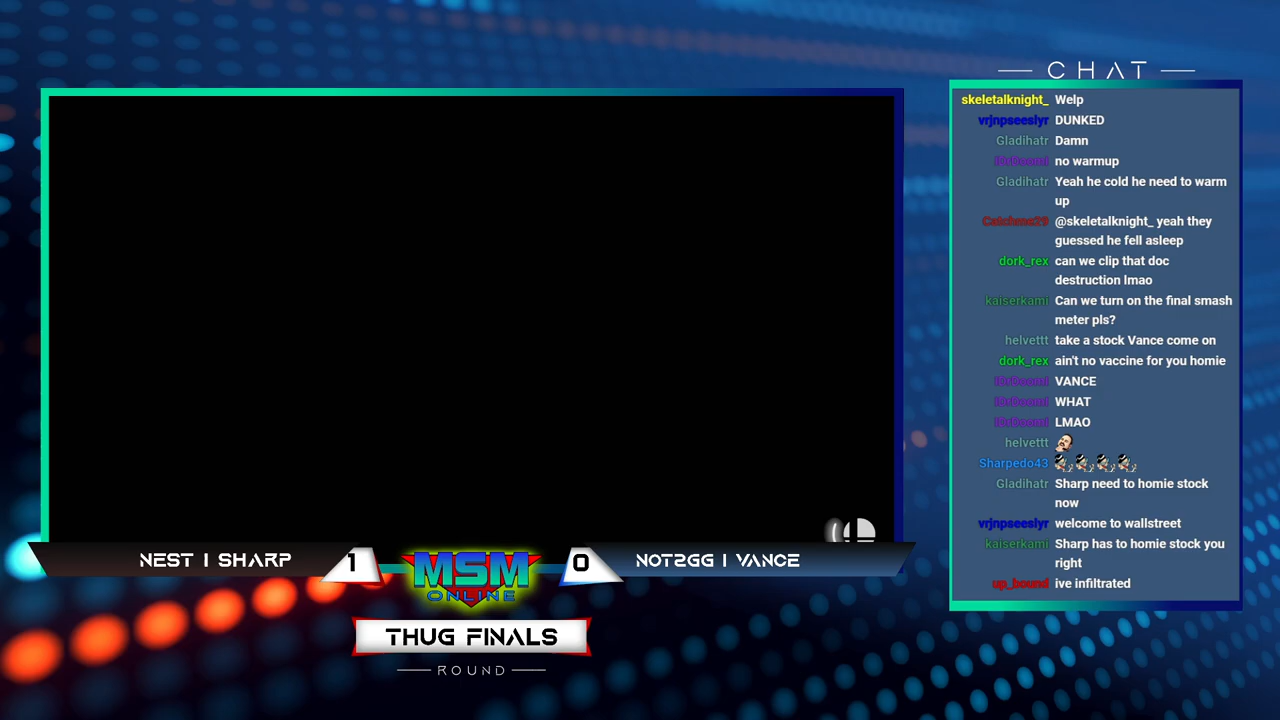 CHAT
skeletalknight_ Welp
vrjnpseeslyr DUNKED
Gladihatr Damn
no warmup
Gladihatr Yeah he cold he need to warm
up
Catchme29 @skeletalknight_ yeah they
guessed he fell asleep
dork_rex can we clip that doc
destruction lmao
kaiserkami Can we turn on the final smash
meter pls?
helvettt take a stock Vance come on
dork_rex ain't no vaccine for you homie
VANCE
WHAT
LMAO
helvettt
Sharpedo43
Gladihatr Sharp need to homie stock
now
vrjnpseeslyr welcome to wallstreet
kaiserkami Sharp has to homie stock you
right
up_bound ive infiltrated
NEST | SHARP 1
MSM
ONLINE
0 NOT2GG | VANCE
THUG FINALS
ROUND